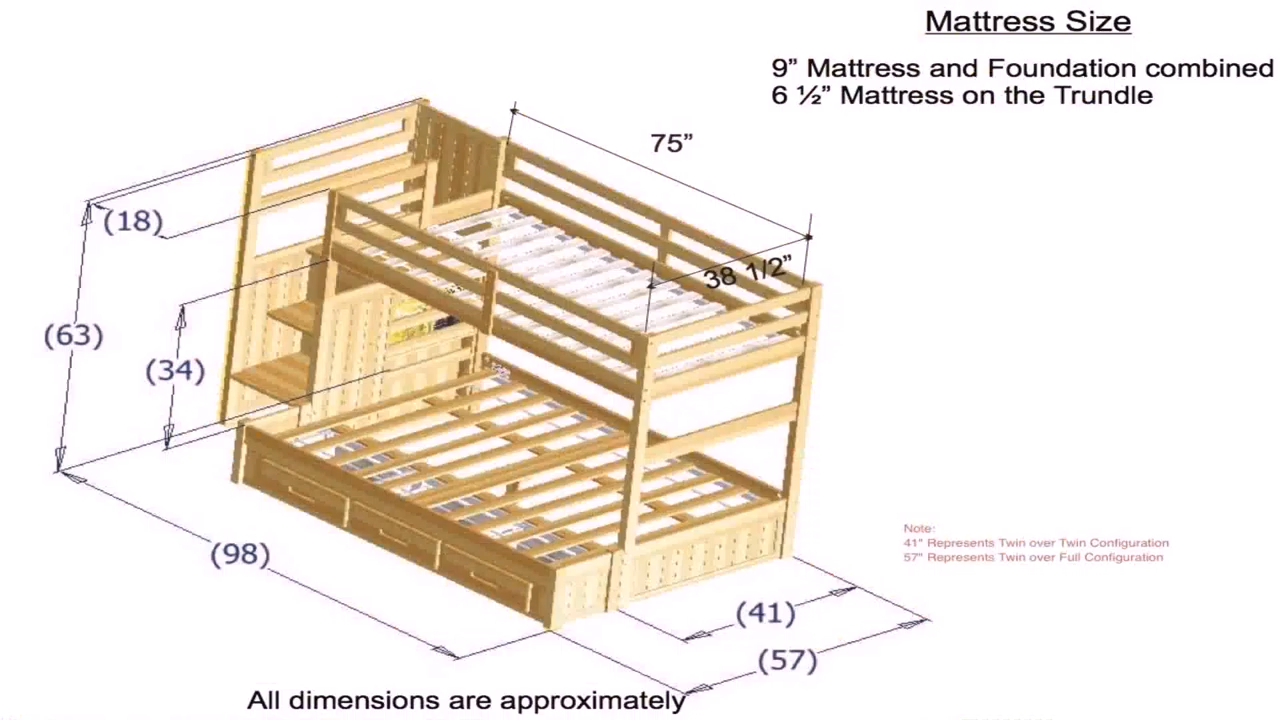 Mattress Size
9” Mattress and Foundation combined
6 ½” Mattress on the Trundle
75”
38 1/2”
(18)
(63)
(34)
(98)
(41)
(57)
Note:
41" Represents Twin over Twin Configuration
57" Represents Twin over Full Configuration
All dimensions are approximately